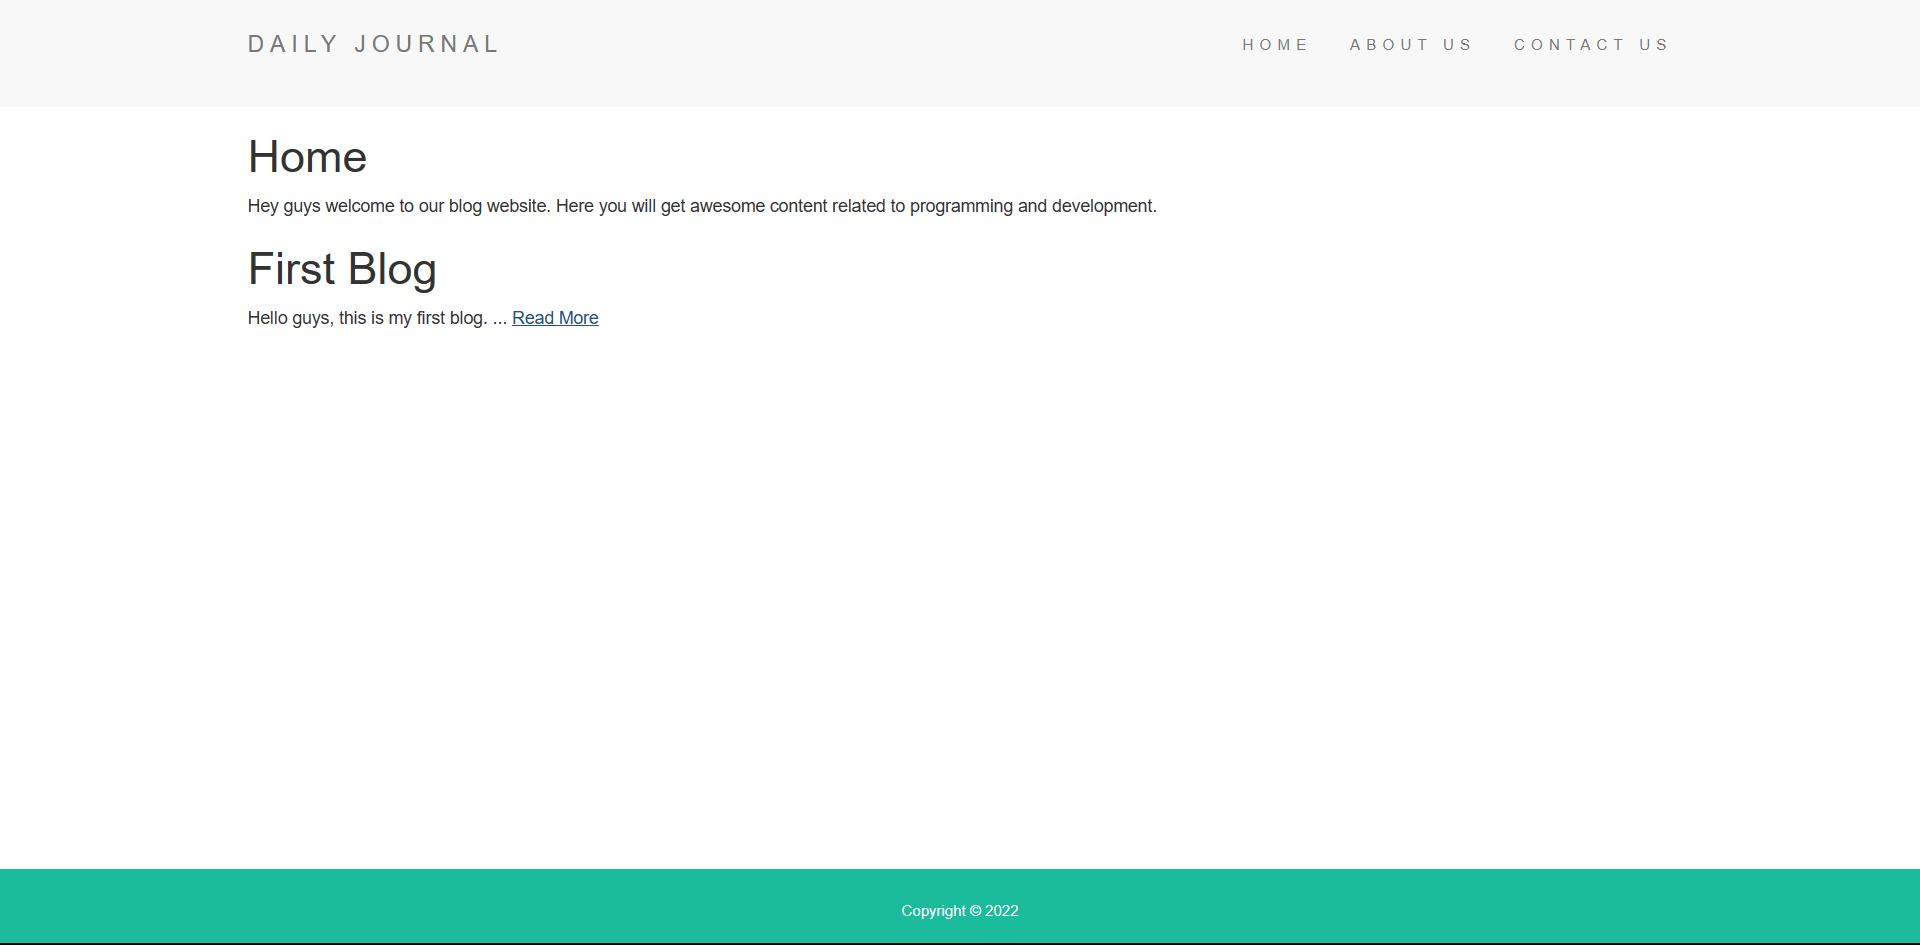 DAILY JOURNAL
HOME ABOUT US CONTACT US
Home
Hey guys welcome to our blog website. Here you will get awesome content related to programming and development.
First Blog
Hello guys, this is my first blog. ... Read More
Copyright © 2022